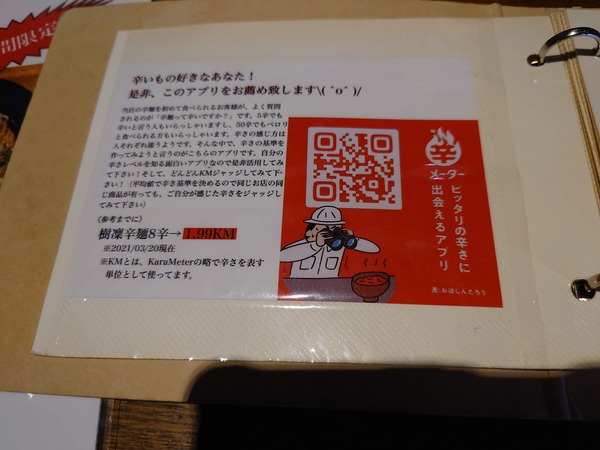 間限定
辛いもの好きなあなた！
是非、このアプリをお薦め致します\( ˆoˆ )/
当店の辛麺を初めて食べられるお客様が、よく質問
されるのが「辛麺って辛いですか？」です。5辛でも
辛いと言う人もいらっしゃいますし、50辛でもペロリ
と食べられる方もいらっしゃいます。辛さの感じ方は
人それぞれ違うようです。そんな中で、辛さの基準を
作ってみようと言うのがこちらのアプリです。自分の
辛さレベルを知る面白いアプリなので是非活用してみ
て下さい！そして、どんどんKMジャッジしてみて下
さい！（平均値で辛さ基準を決めるので同じお店の同
じ商品が有っても、ご自分が感じた辛さをジャッジし
てみて下さい）
《参考までに》
樹凜辛麺8辛→1.99KM
※2021/03/20現在
※KMとは、KaraMeterの略で辛さを表す
単位として使ってます。
辛
メーター
ピッタリの辛さに
出会えるアプリ
画：おほしんたろう